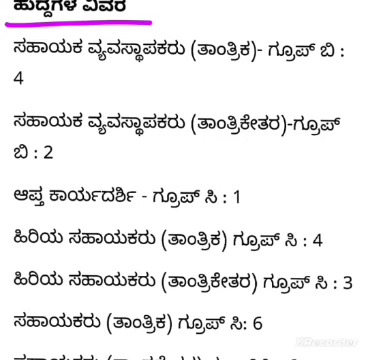 ಹುದ್ದೆಗಳ ವಿವರ
ಸಹಾಯಕ ವ್ಯವಸ್ಥಾಪಕರು (ತಾಂತ್ರಿಕ)- ಗ್ರೂಪ್ ಬಿ :
4
ಸಹಾಯಕ ವ್ಯವಸ್ಥಾಪಕರು (ತಾಂತ್ರಿಕೇತರ)-ಗ್ರೂಪ್
ಬಿ : 2
ಆಪ್ತ ಕಾರ್ಯದರ್ಶಿ - ಗ್ರೂಪ್ ಸಿ : 1
ಹಿರಿಯ ಸಹಾಯಕರು (ತಾಂತ್ರಿಕ) ಗ್ರೂಪ್ ಸಿ : 4
ಹಿರಿಯ ಸಹಾಯಕರು (ತಾಂತ್ರಿಕೇತರ) ಗ್ರೂಪ್ ಸಿ : 3
ಸಹಾಯಕರು (ತಾಂತ್ರಿಕ) ಗ್ರೂಪ್ ಸಿ: 6
XRecorder